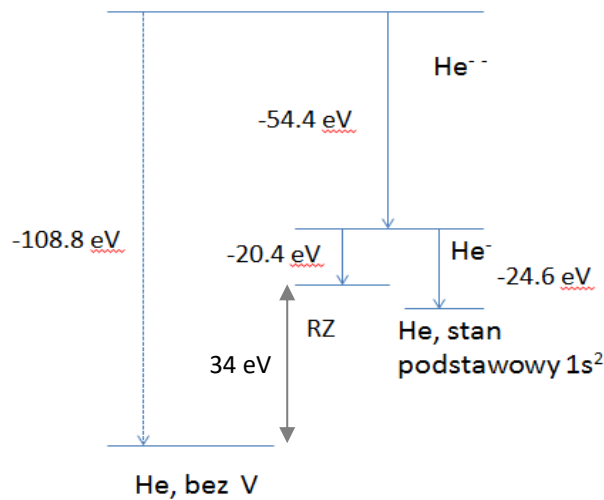 He⁻ ⁻
-54.4 eV
-108.8 eV
-20.4 eV
He⁻
-24.6 eV
RZ
He, stan
podstawowy 1s²
34 eV
He, bez V